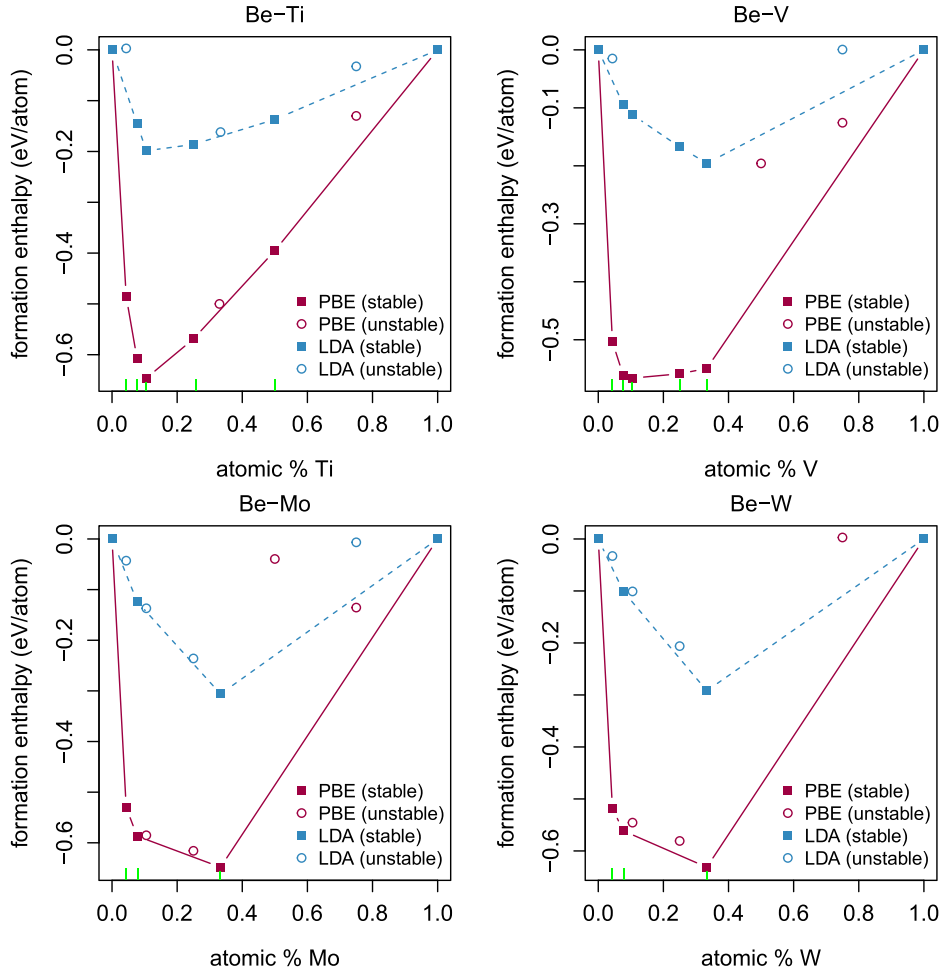 Be−Ti
formation enthalpy (eV/atom)
0.0
−0.2
−0.4
−0.6
PBE (stable)
PBE (unstable)
LDA (stable)
LDA (unstable)
0.0 0.2 0.4 0.6 0.8 1.0
atomic % Ti
Be−V
formation enthalpy (eV/atom)
0.0
−0.1
−0.3
−0.5
PBE (stable)
PBE (unstable)
LDA (stable)
LDA (unstable)
0.0 0.2 0.4 0.6 0.8 1.0
atomic % V
Be−Mo
formation enthalpy (eV/atom)
0.0
−0.2
−0.4
−0.6
PBE (stable)
PBE (unstable)
LDA (stable)
LDA (unstable)
0.0 0.2 0.4 0.6 0.8 1.0
atomic % Mo
Be−W
formation enthalpy (eV/atom)
0.0
−0.2
−0.4
−0.6
PBE (stable)
PBE (unstable)
LDA (stable)
LDA (unstable)
0.0 0.2 0.4 0.6 0.8 1.0
atomic % W